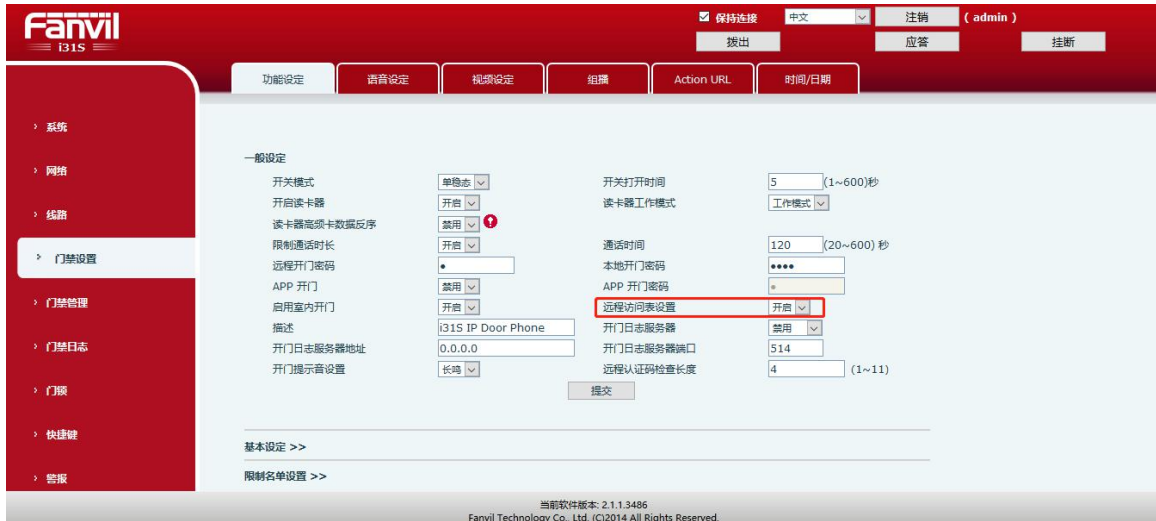 Fanvil
i31S
保持连接 中文 注销 ( admin )
拨出 应答 挂断
功能设定 语音设定 视频设定 组播 Action URL 时间/日期
› 系统
› 网络
› 线路
› 门禁设置
› 门禁管理
› 门禁日志
› 门锁
› 快捷键
› 警报
一般设定
开关模式 单稳态 开关打开时间 5 (1~600)秒
开启读卡器 开启 读卡器工作模式 工作模式
读卡器高频卡数据反序 禁用
限制通话时长 开启 通话时间 120 (20~600) 秒
远程开门密码 • 本地开门密码 ••••
APP 开门 禁用 APP 开门密码 •
启用室内开门 开启 远程访问表设置 开启
描述 i31S IP Door Phone 开门日志服务器 禁用
开门日志服务器地址 0.0.0.0 开门日志服务器端口 514
开门提示音设置 长鸣 远程认证码检查长度 4 (1~11)
提交
基本设定 >>
限制名单设置 >>
当前软件版本: 2.1.1.3486
Fanvil Technology Co., Ltd. (C)2014 All Rights Reserved.